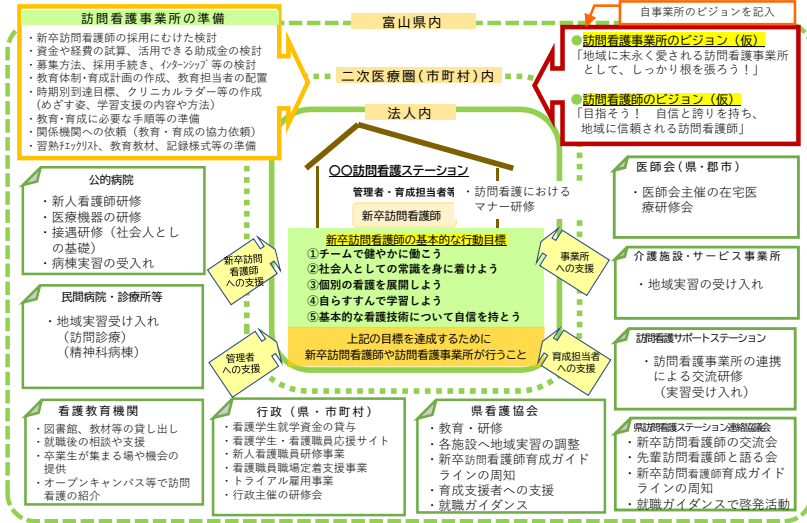 訪問看護事業所の準備
・新卒訪問看護師の採用にむけた検討
・資金や経費の試算、活用できる助成金の検討
・募集方法、採用手続き、インターンシップ等の検討
・教育体制・育成計画の作成、教育担当者の配置
・時期別到達目標、クリニカルラダー等の作成
(めざす姿、学習支援の内容や方法)
・教育・育成に必要な手順等の準備
・関係機関への依頼（教育・育成の協力依頼）
・習熟チェックリスト、教育教材、記録様式等の準備
富山県内
二次医療圏(市町村)内
法人内
自事業所のビジョンを記入
●訪問看護事業所のビジョン（仮）
「地域に末永く愛される訪問看護事業所
として、しっかり根を張ろう！」
●訪問看護師のビジョン（仮）
「目指そう！　自信と誇りを持ち、
地域に信頼される訪問看護師」
〇〇訪問看護ステーション
管理者・育成担当者等
・訪問看護における
マナー研修
新卒訪問看護師
新卒訪問看護師の基本的な行動目標
①チームで健やかに働こう
②社会人としての常識を身に着けよう
③個別の看護を展開しよう
④自らすすんで学習しよう
⑤基本的な看護技術について自信を持とう
上記の目標を達成するために
新卒訪問看護師や訪問看護事業所が行うこと
新卒訪問
看護師
への支援
事業所
への支援
管理者
への支援
育成担当者
への支援
公的病院
・新人看護師研修
・医療機器の研修
・接遇研修（社会人とし
の基礎）
・病棟実習の受入れ
民間病院・診療所等
・地域実習受け入れ
（訪問診療）
（精神科病棟）
看護教育機関
・図書館、教材等の貸し出し
・就職後の相談や支援
・卒業生が集まる場や機会の
提供
・オープンキャンパス等で訪問
看護の紹介
行政（県・市町村）
・看護学生就学資金の貸与
・看護学生・看護職員応援サイト
・新人看護職員研修事業
・看護職員職場定着支援事業
・トライアル雇用事業
・行政主催の研修会
県看護協会
・教育・研修
・各施設へ地域実習の調整
・新卒訪問看護師育成ガイド
ラインの周知
・育成支援者への支援
・就職ガイダンス
医師会（県・郡市）
・医師会主催の在宅医
療研修会
介護施設・サービス事業所
・地域実習の受け入れ
訪問看護サポートステーション
・訪問看護事業所の連携
による交流研修
（実習受け入れ）
県訪問看護ステーション連絡協議会
・新卒訪問看護師の交流会
・先輩訪問看護師と語る会
・新卒訪問看護師育成ガイド
ラインの周知
・就職ガイダンスで啓発活動